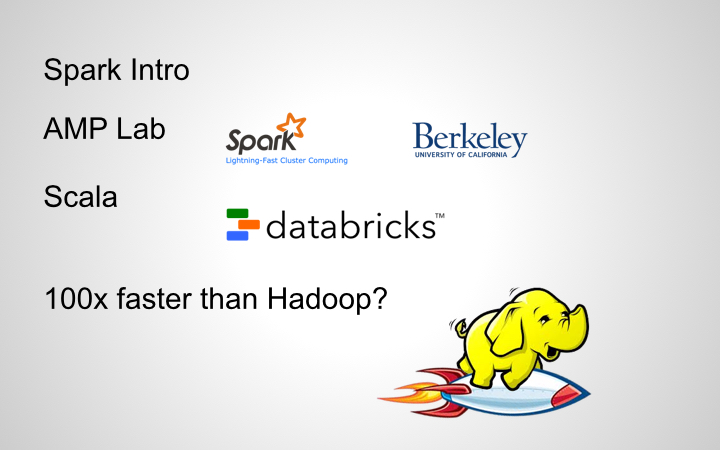 Spark Intro
AMP Lab
Spark
Lightning-Fast Cluster Computing
Berkeley
UNIVERSITY OF CALIFORNIA
Scala
databricks™
100x faster than Hadoop?